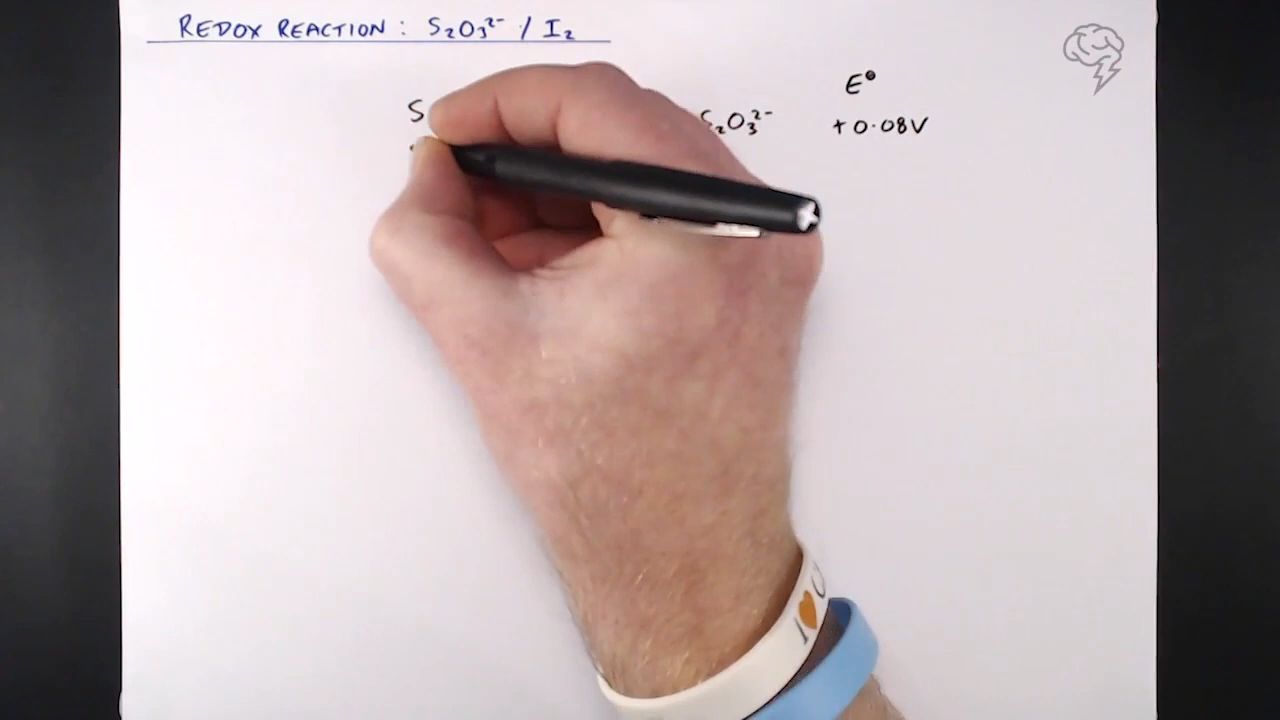 REDOX REACTION : S₂O₃²⁻ / I₂
E⦵
S S₂O₃²⁻ +0.08V
I